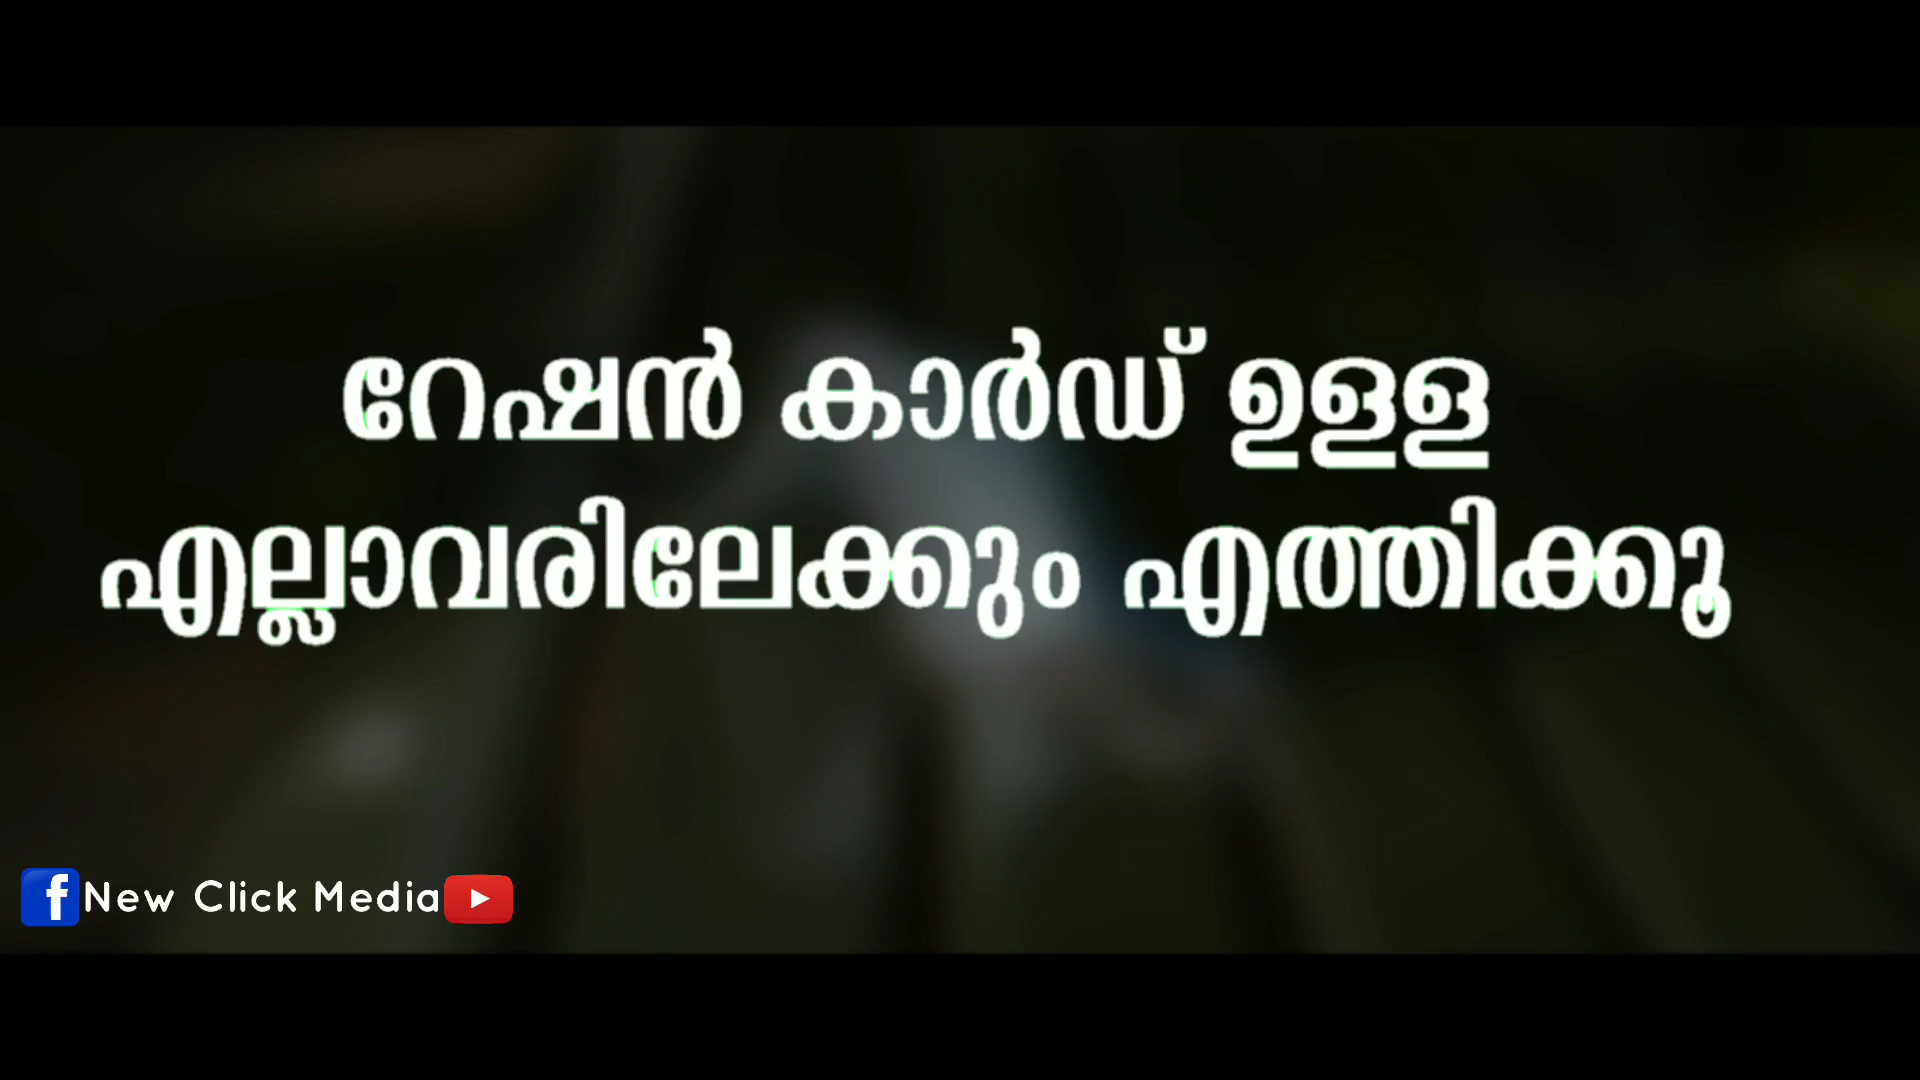 റേഷൻ കാർഡ് ഉള്ള
എല്ലാവരിലേക്കും എത്തിക്കൂ
New Click Media